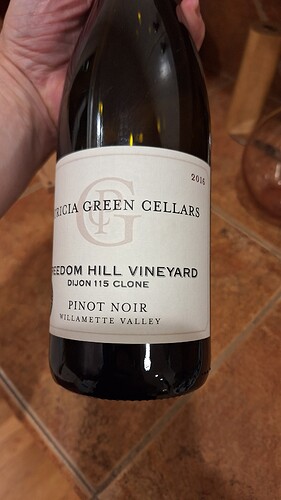 2016
TRICIA GREEN CELLARS
EEDOM HILL VINEYARD
DIJON 115 CLONE
PINOT NOIR
WILLAMETTE VALLEY